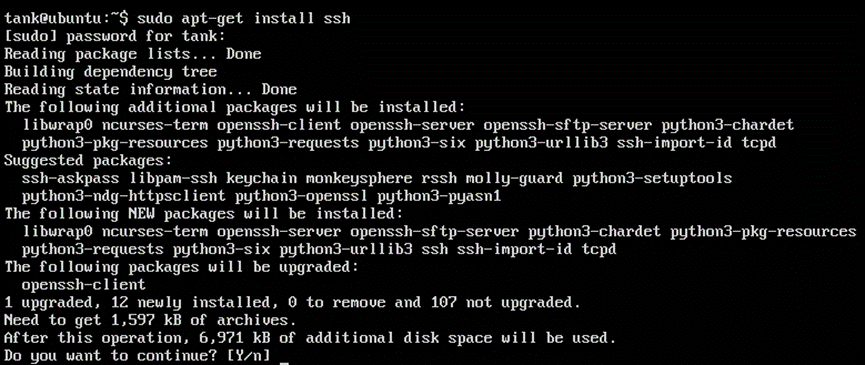 tank@ubuntu:~$ sudo apt-get install ssh
[sudo] password for tank:
Reading package lists... Done
Building dependency tree
Reading state information... Done
The following additional packages will be installed:
  libwrap0 ncurses-term openssh-client openssh-server openssh-sftp-server python3-chardet
  python3-pkg-resources python3-requests python3-six python3-urllib3 ssh-import-id tcpd
Suggested packages:
  ssh-askpass libpam-ssh keychain monkeysphere rssh molly-guard python3-setuptools
  python3-ndg-httpsclient python3-openssl python3-pyasn1
The following NEW packages will be installed:
  libwrap0 ncurses-term openssh-server openssh-sftp-server python3-chardet python3-pkg-resources
  python3-requests python3-six python3-urllib3 ssh ssh-import-id tcpd
The following packages will be upgraded:
  openssh-client
1 upgraded, 12 newly installed, 0 to remove and 107 not upgraded.
Need to get 1,597 kB of archives.
After this operation, 6,971 kB of additional disk space will be used.
Do you want to continue? [Y/n] _